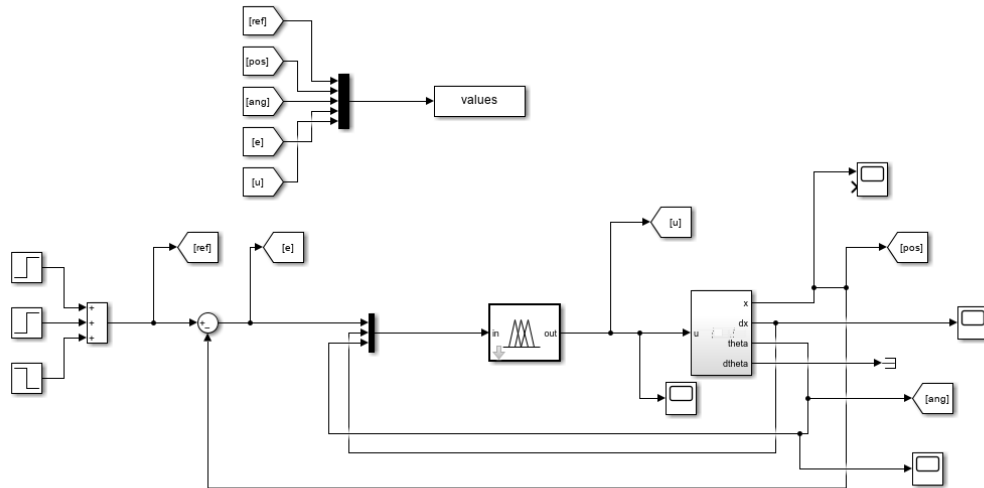 [ref]
[pos]
[ang]
[e]
[u]
values
[ref]
[e]
[u]
[pos]
+
+
+
+
-
in
out
u
x
dx
theta
dtheta
[ang]